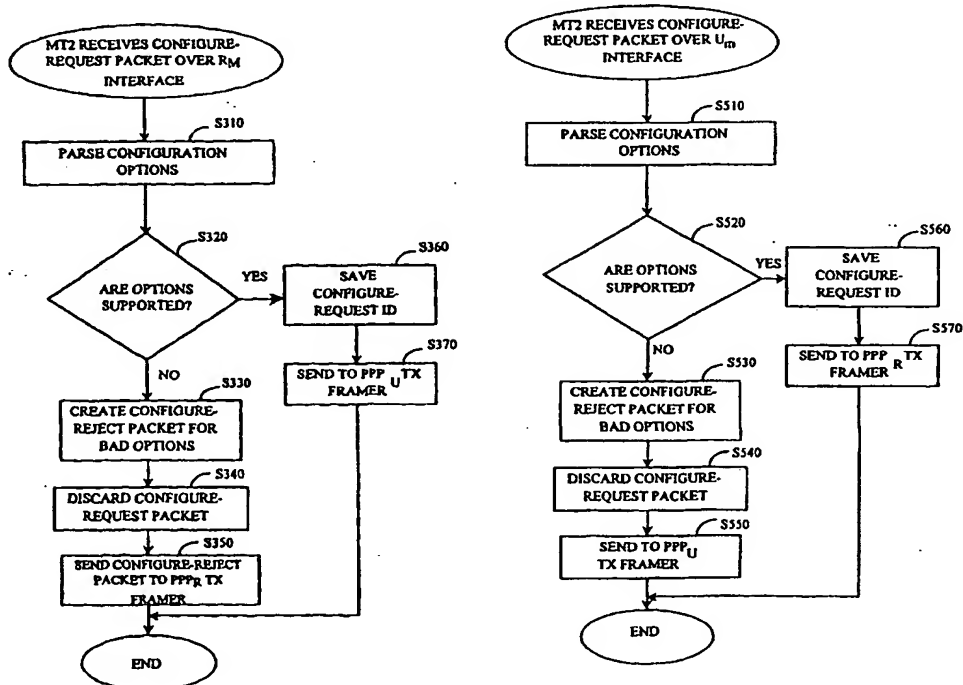 MT2 RECEIVES CONFIGURE-
REQUEST PACKET OVER RM
INTERFACE
S310
PARSE CONFIGURATION
OPTIONS
S320
ARE OPTIONS
SUPPORTED?
YES
S360
SAVE
CONFIGURE-
REQUEST ID
S370
SEND TO PPP U TX
FRAMER
NO
S330
CREATE CONFIGURE-
REJECT PACKET FOR
BAD OPTIONS
S340
DISCARD CONFIGURE-
REQUEST PACKET
S350
SEND CONFIGURE-REJECT
PACKET TO PPPR TX
FRAMER
END
MT2 RECEIVES CONFIGURE-
REQUEST PACKET OVER Um
INTERFACE
S510
PARSE CONFIGURATION
OPTIONS
S520
ARE OPTIONS
SUPPORTED?
YES
S560
SAVE
CONFIGURE-
REQUEST ID
S570
SEND TO PPP R TX
FRAMER
NO
S530
CREATE CONFIGURE-
REJECT PACKET FOR
BAD OPTIONS
S540
DISCARD CONFIGURE-
REQUEST PACKET
S550
SEND TO PPPU
TX FRAMER
END